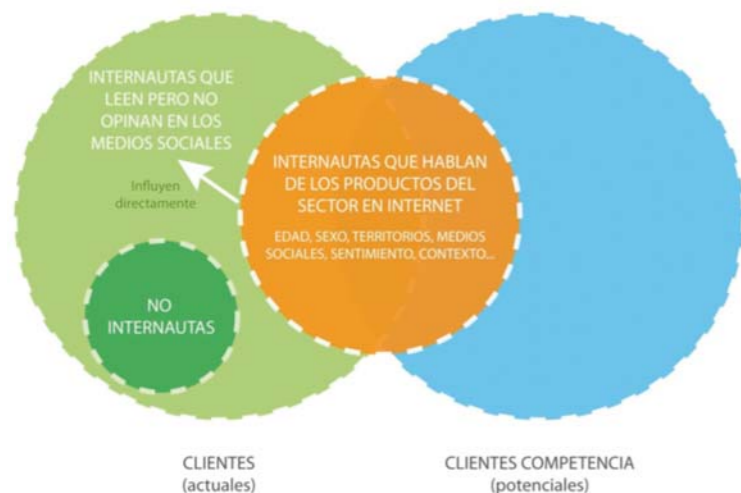 INTERNAUTAS QUE
LEEN PERO NO
OPINAN EN LOS
MEDIOS SOCIALES
Influyen
directamente
INTERNAUTAS QUE HABLAN
DE LOS PRODUCTOS DEL
SECTOR EN INTERNET
EDAD, SEXO, TERRITORIOS, MEDIOS
SOCIALES, SENTIMIENTO, CONTEXTO...
NO
INTERNAUTAS
CLIENTES
(actuales)
CLIENTES COMPETENCIA
(potenciales)